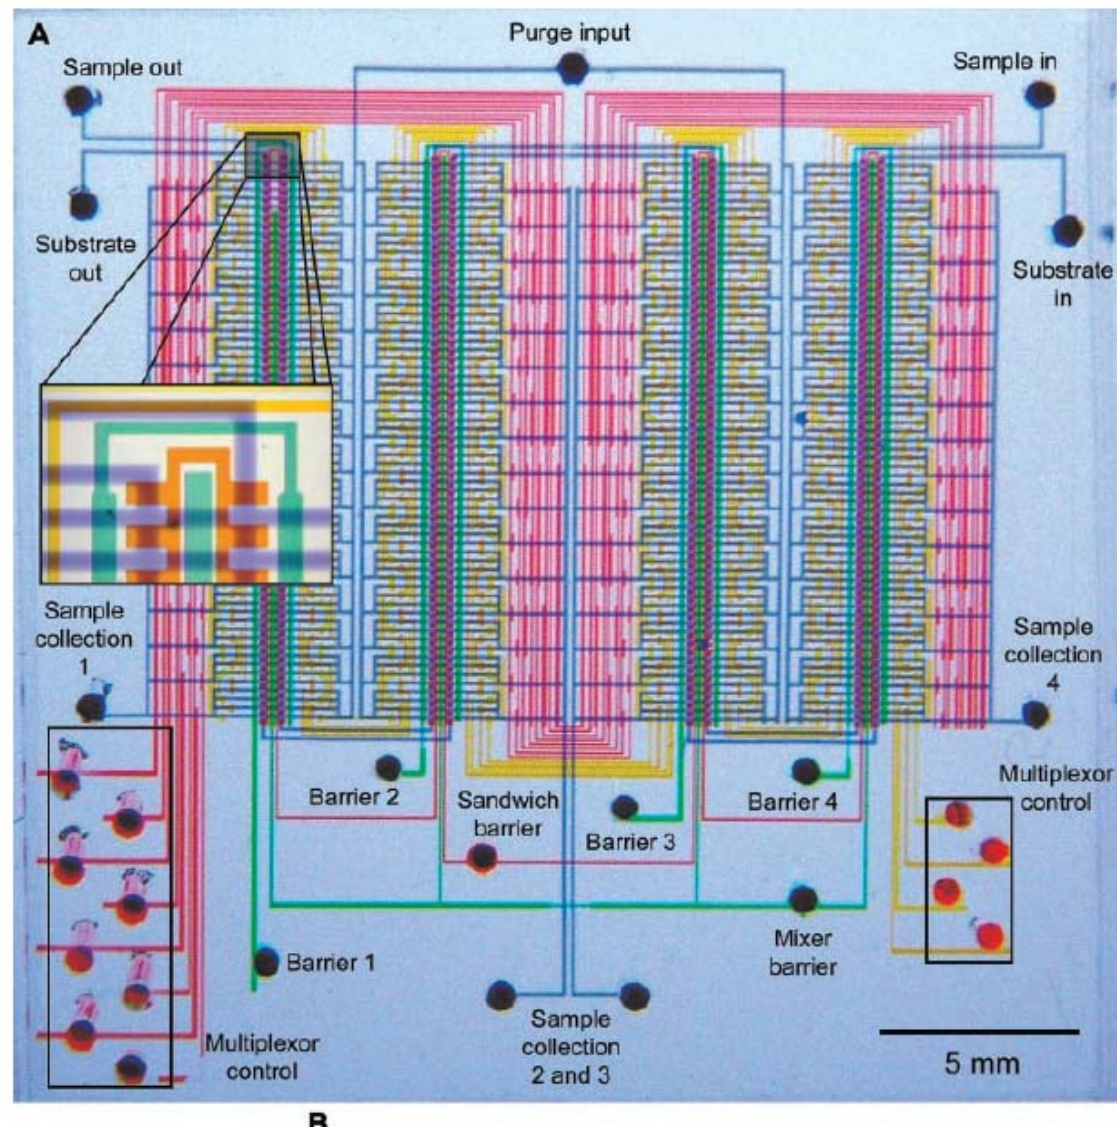 A
Purge input
Sample out
Sample in
Substrate
out
Substrate
in
Sample
collection
1
Sample
collection
4
Barrier 2
Sandwich
barrier
Barrier 3
Barrier 4
Multiplexor
control
Barrier 1
Mixer
barrier
Multiplexor
control
Sample
collection
2 and 3
5 mm
B